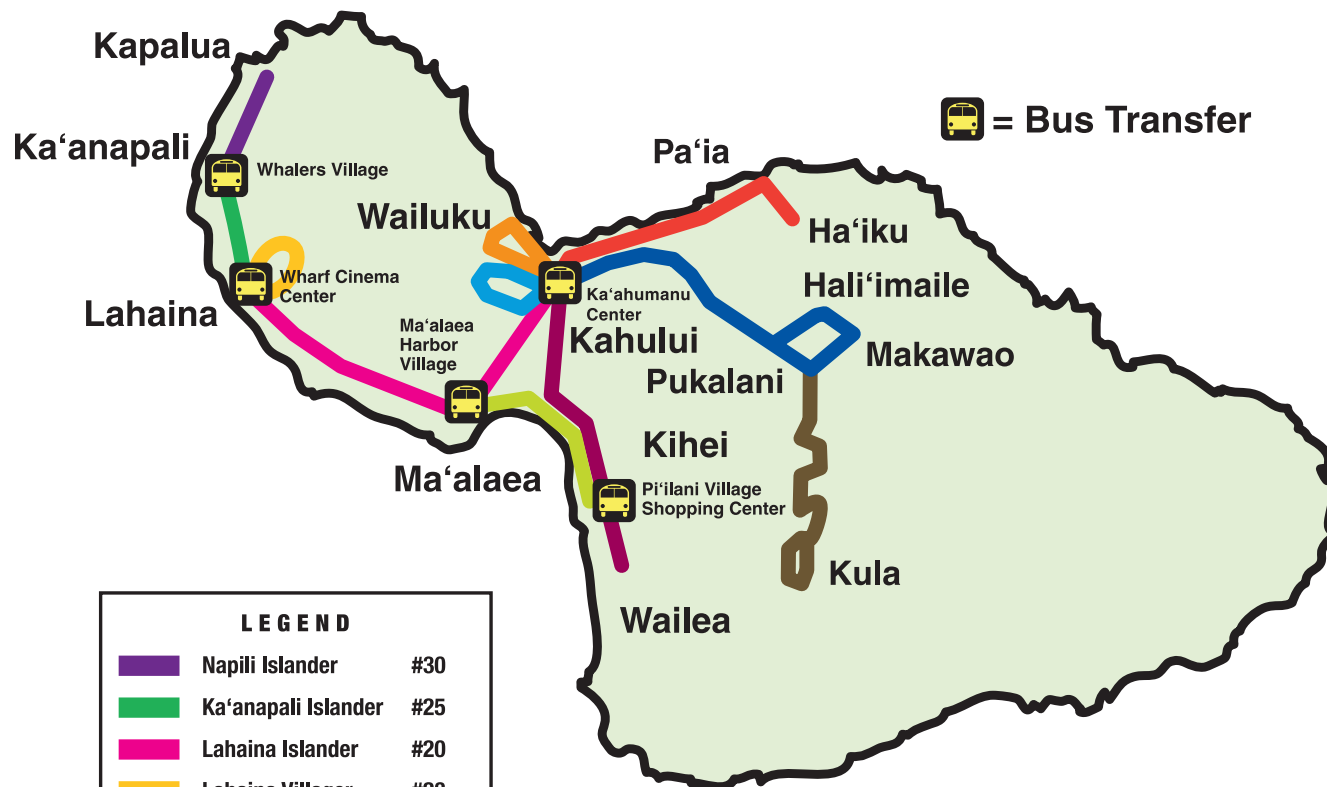 Kapalua
Ka‘anapali
Whalers Village
= Bus Transfer
Pa‘ia
Wailuku
Ha‘iku
Wharf Cinema
Center
Lahaina
Ka‘ahumanu
Center
Hali‘imaile
Ma‘alaea
Harbor
Village
Kahului
Makawao
Pukalani
Kihei
Ma‘alaea
Pi‘ilani Village
Shopping Center
Kula
Wailea
LEGEND
Napili Islander #30
Ka‘anapali Islander #25
Lahaina Islander #20
Lahaina Villager